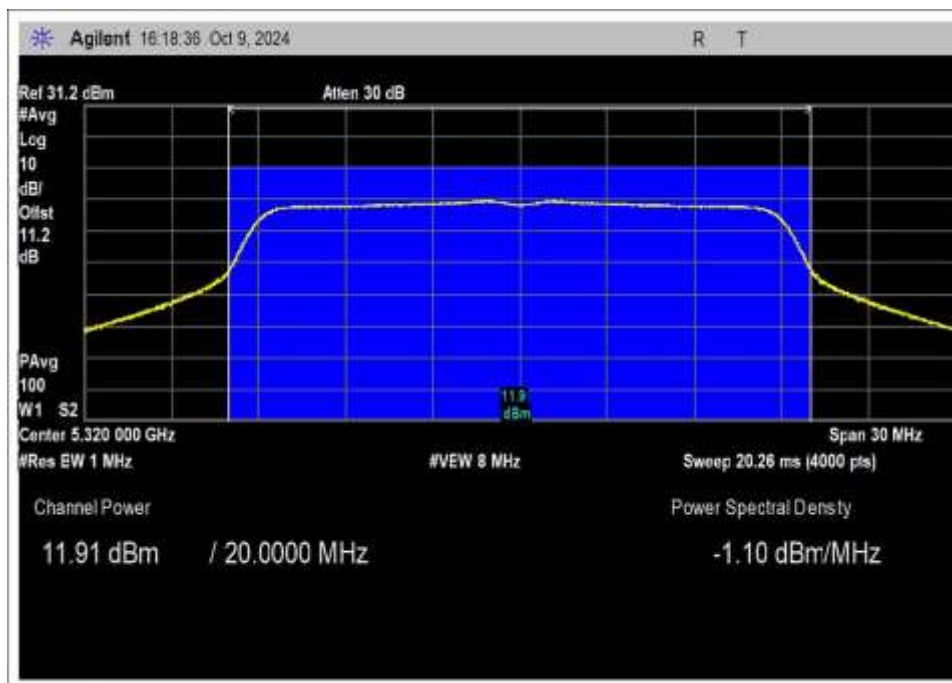 Agilent 16:18:36 Oct 9, 2024
R T
Ref 31.2 dBm
Atten 30 dB
#Avg
Log
10
dB/
Offst
11.2
dB
PAvg
100
W1 S2
11.9
dBm
Center 5.320 000 GHz
Span 30 MHz
#Res BW 1 MHz
#VBW 8 MHz
Sweep 20.26 ms (4000 pts)
Channel Power
Power Spectral Density
11.91 dBm / 20.0000 MHz
-1.10 dBm/MHz